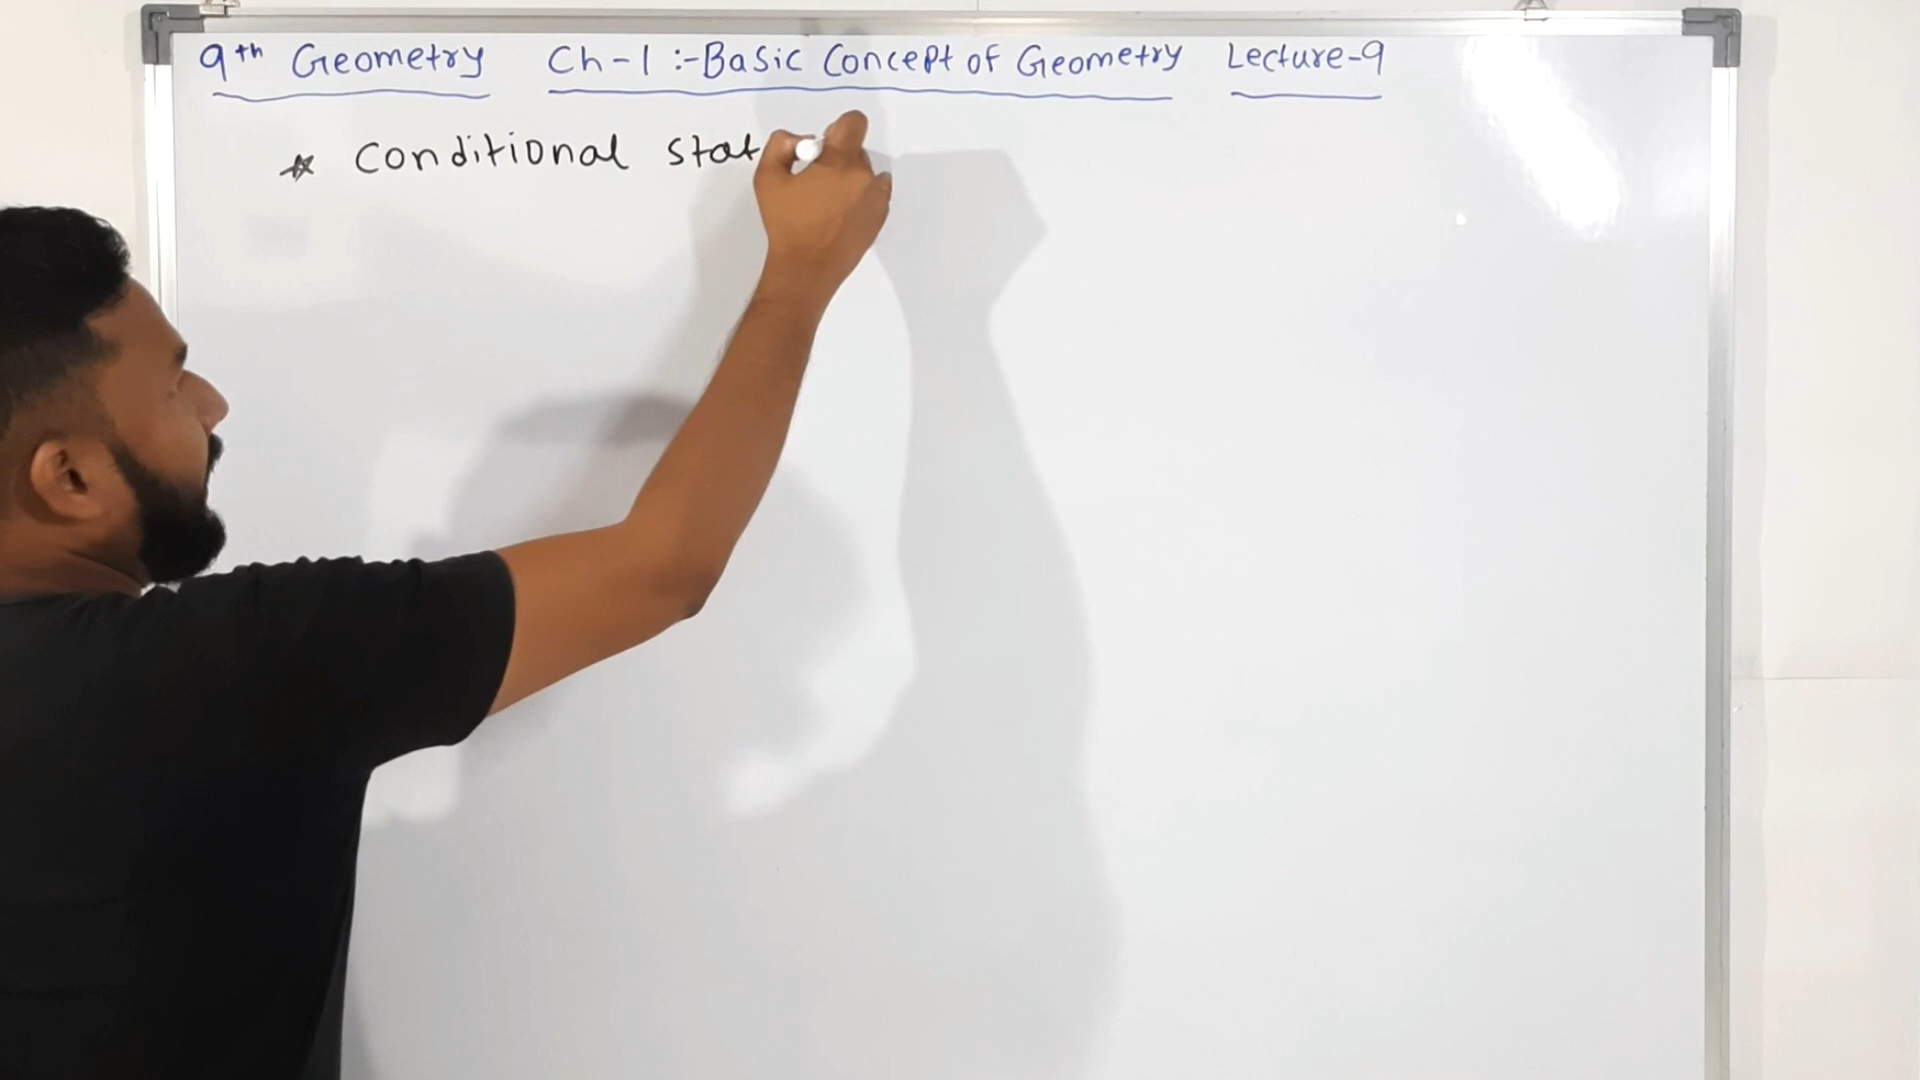 9th Geometry Ch-1 :- Basic Concept of Geometry Lecture-9
* Conditional stat